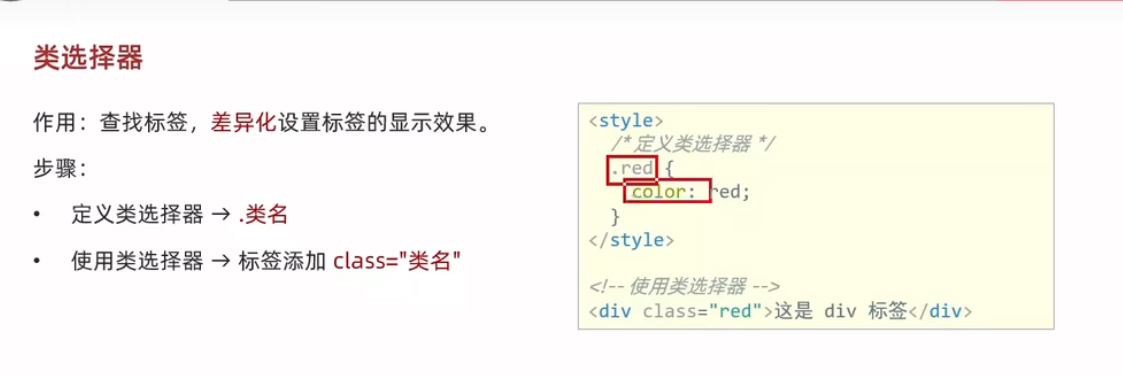 类选择器
作用：查找标签，差异化设置标签的显示效果。
步骤：
• 定义类选择器 → .类名
• 使用类选择器 → 标签添加 class="类名"
<style>
/* 定义类选择器 */
.red {
color: red;
}
</style>
<!-- 使用类选择器 -->
<div class="red">这是 div 标签</div>